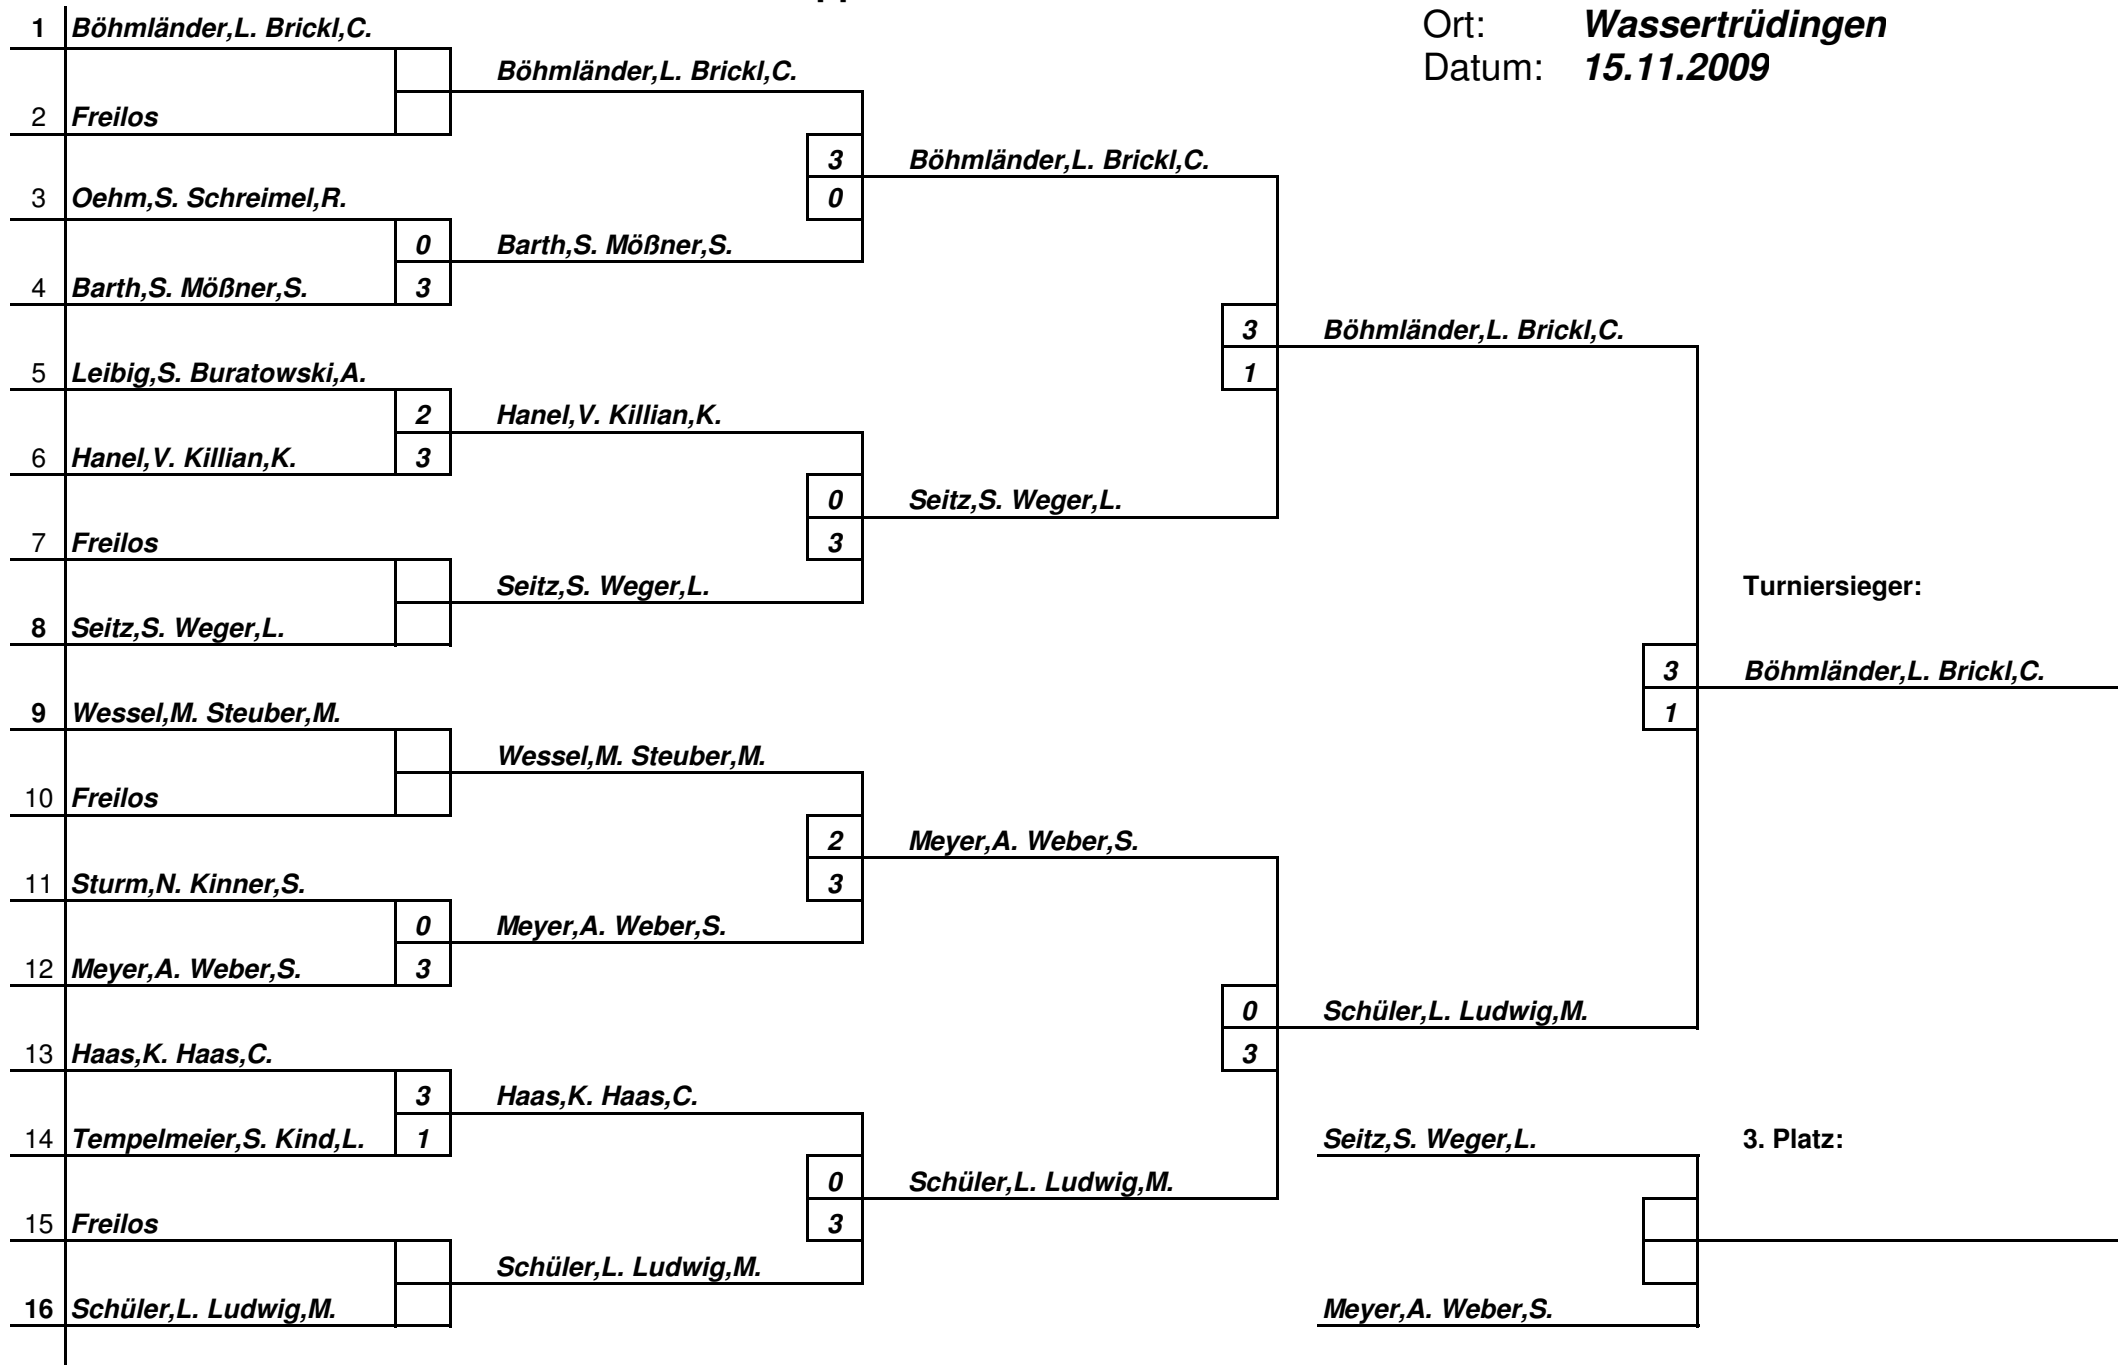 Ort: Wassertrüdingen
Datum: 15.11.2009
1 Böhmländer,L. Brickl,C.
Böhmländer,L. Brickl,C.
2 Freilos
3 Böhmländer,L. Brickl,C.
3 Oehm,S. Schreimel,R. 0
0 Barth,S. Mößner,S.
4 Barth,S. Mößner,S. 3
3 Böhmländer,L. Brickl,C.
5 Leibig,S. Buratowski,A. 1
2 Hanel,V. Killian,K.
6 Hanel,V. Killian,K. 3
0 Seitz,S. Weger,L.
7 Freilos 3
Seitz,S. Weger,L. Turniersieger:
8 Seitz,S. Weger,L.
3 Böhmländer,L. Brickl,C.
9 Wessel,M. Steuber,M. 1
Wessel,M. Steuber,M.
10 Freilos
2 Meyer,A. Weber,S.
11 Sturm,N. Kinner,S. 3
0 Meyer,A. Weber,S.
12 Meyer,A. Weber,S. 3
0 Schüler,L. Ludwig,M.
13 Haas,K. Haas,C. 3
3 Haas,K. Haas,C.
14 Tempelmeier,S. Kind,L. 1 Seitz,S. Weger,L. 3. Platz:
0 Schüler,L. Ludwig,M.
15 Freilos 3
Schüler,L. Ludwig,M.
16 Schüler,L. Ludwig,M. Meyer,A. Weber,S.